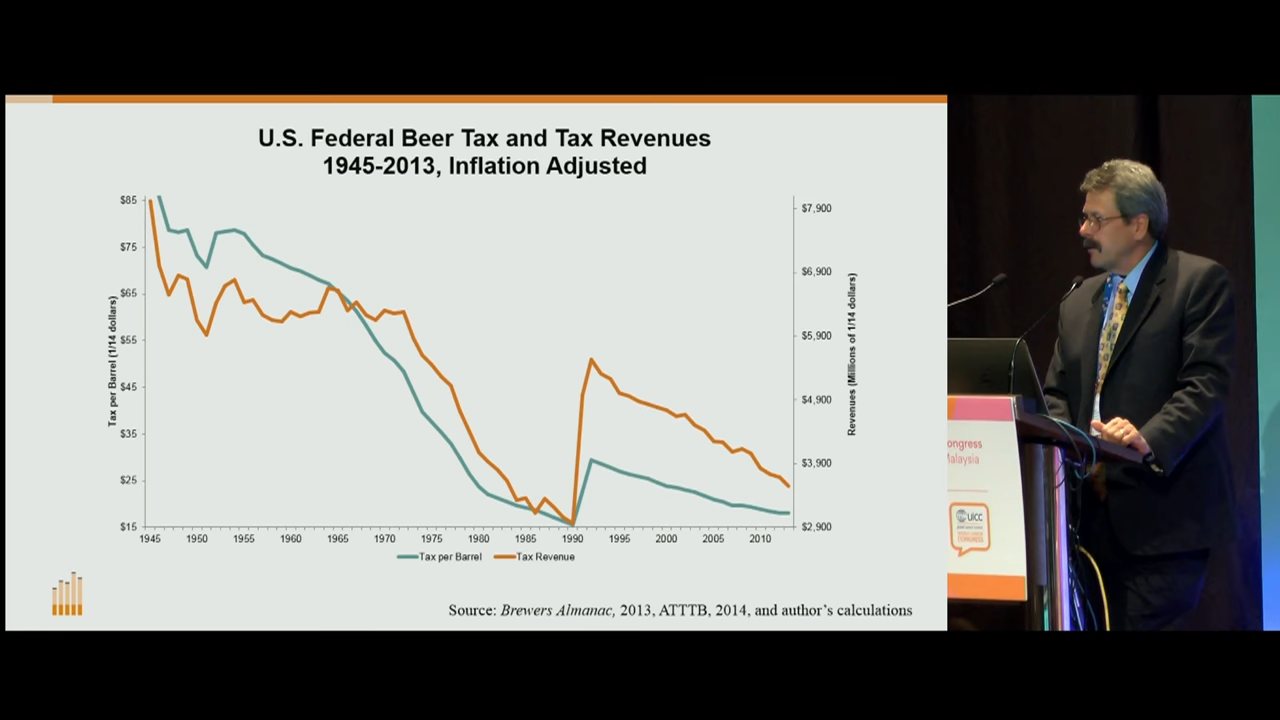 U.S. Federal Beer Tax and Tax Revenues
1945-2013, Inflation Adjusted
Tax per Barrel (1/14 dollars)
$85
$75
$65
$55
$45
$35
$25
$15
$7,900
$6,900
$5,900
$4,900
$3,900
$2,900
Revenues (Millions of 1/14 dollars)
1945 1950 1955 1960 1965 1970 1975 1980 1985 1990 1995 2000 2005 2010
Tax per Barrel Tax Revenue
Source: Brewers Almanac, 2013, ATTTB, 2014, and author's calculations
ongress
alaysia
uicc
CONGRESS